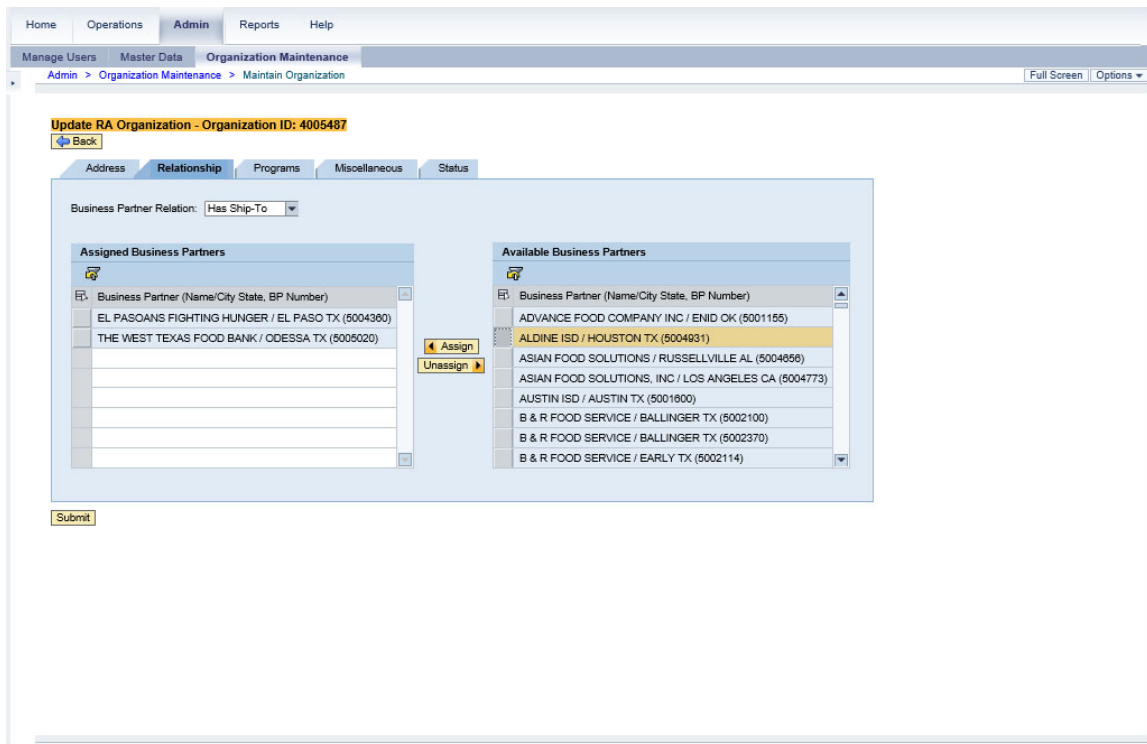 Home Operations Admin Reports Help
Manage Users Master Data Organization Maintenance
Admin > Organization Maintenance > Maintain Organization Full Screen Options
Update RA Organization - Organization ID: 4005487
Back
Address Relationship Programs Miscellaneous Status
Business Partner Relation: Has Ship-To
Assigned Business Partners
Business Partner (Name/City State, BP Number)
EL PASOANS FIGHTING HUNGER / EL PASO TX (5004360)
THE WEST TEXAS FOOD BANK / ODESSA TX (5005020)
Assign
Unassign
Available Business Partners
Business Partner (Name/City State, BP Number)
ADVANCE FOOD COMPANY INC / ENID OK (5001155)
ALDINE ISD / HOUSTON TX (5004931)
ASIAN FOOD SOLUTIONS / RUSSELLVILLE AL (5004656)
ASIAN FOOD SOLUTIONS, INC / LOS ANGELES CA (5004773)
AUSTIN ISD / AUSTIN TX (5001600)
B & R FOOD SERVICE / BALLINGER TX (5002100)
B & R FOOD SERVICE / BALLINGER TX (5002370)
B & R FOOD SERVICE / EARLY TX (5002114)
Submit